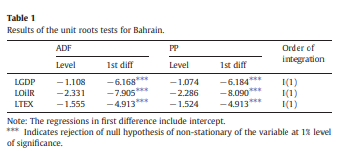 Table 1
Results of the unit roots tests for Bahrain.
ADF PP Order of integration
Level 1st diff Level 1st diff
LGDP −1.108 −6.168*** −1.074 −6.184*** I(1)
LOilR −2.331 −7.905*** −2.286 −8.090*** I(1)
LTEX −1.555 −4.913*** −1.524 −4.913*** I(1)
Note: The regressions in first difference include intercept.
*** Indicates rejection of null hypothesis of non-stationary of the variable at 1% level
of significance.